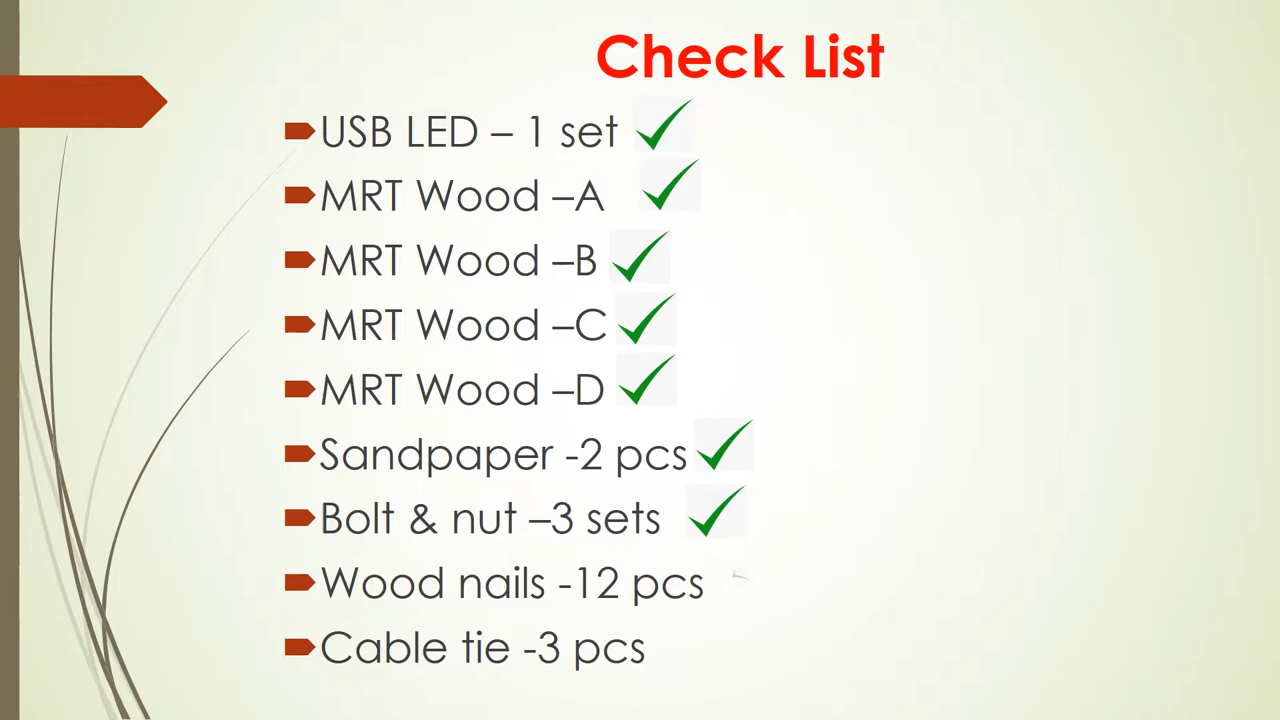 Check List
USB LED – 1 set
MRT Wood –A
MRT Wood –B
MRT Wood –C
MRT Wood –D
Sandpaper -2 pcs
Bolt & nut –3 sets
Wood nails -12 pcs
Cable tie -3 pcs